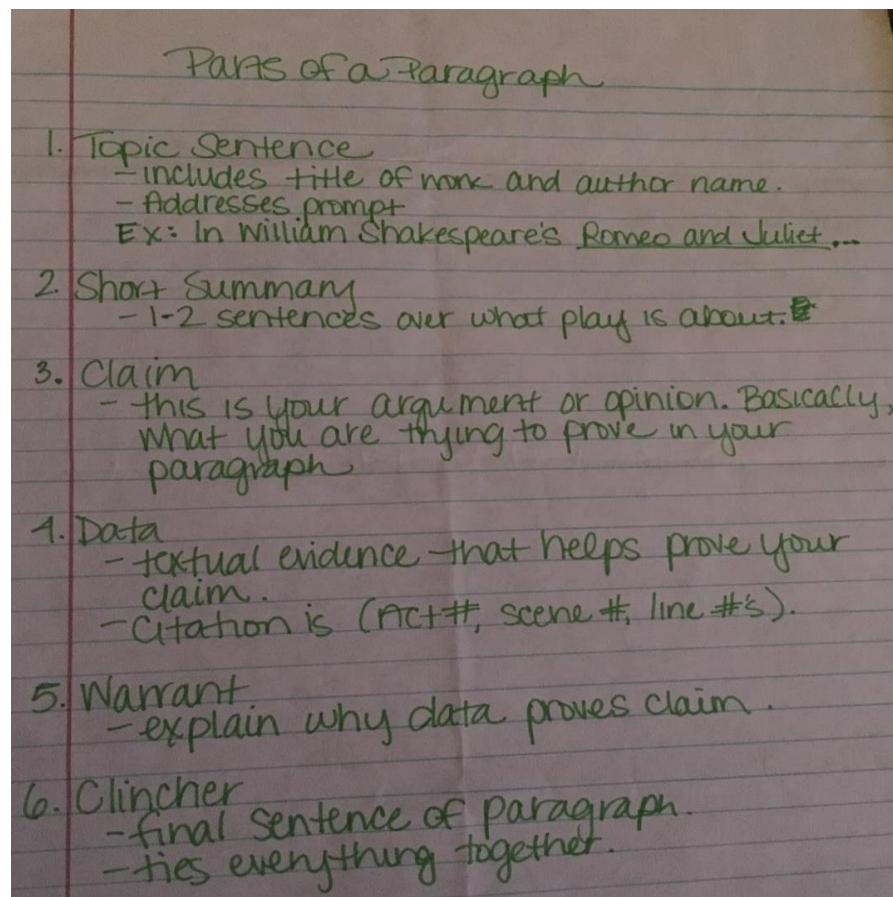 Parts of a Paragraph
1. Topic Sentence
- includes title of work and author name.
- Addresses prompt
Ex: In William Shakespeare's Romeo and Juliet...
2. Short Summary
- 1-2 sentences over what play is about.
3. Claim
- this is your argument or opinion. Basically,
what you are trying to prove in your
paragraph
4. Data
- textual evidence that helps prove your
claim.
- Citation is (Act #, scene #, line #'s).
5. Warrant
- explain why data proves claim.
6. Clincher
- final sentence of paragraph.
- ties everything together.